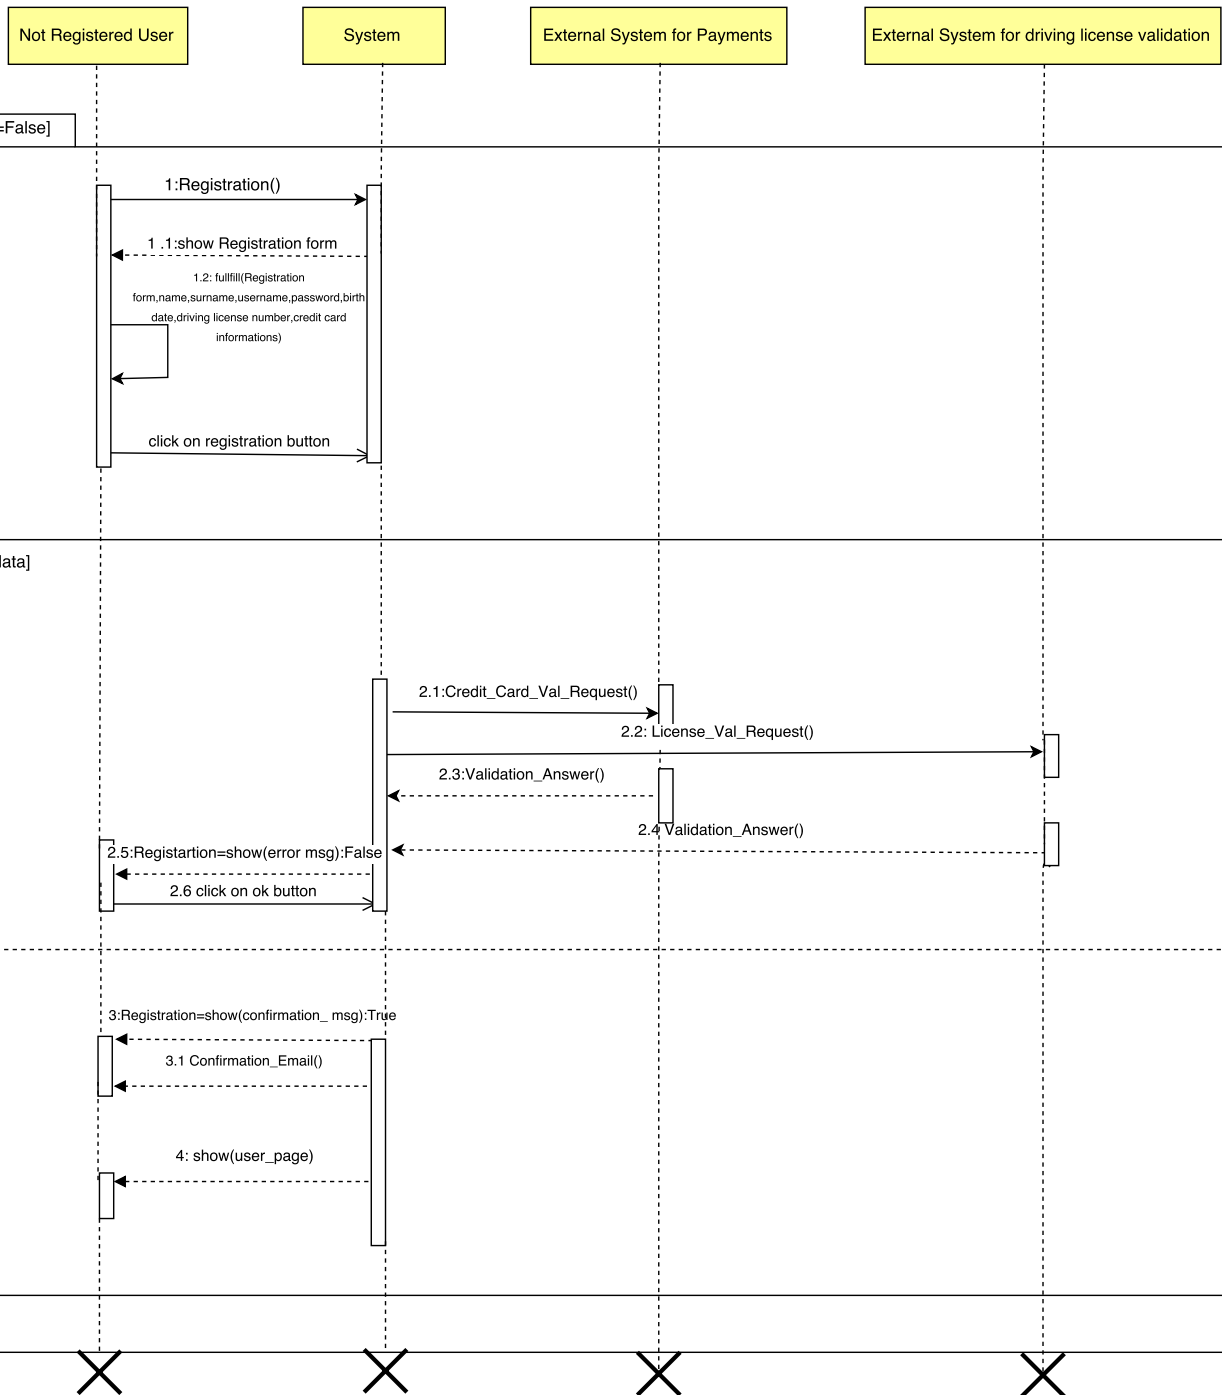 Not Registered User
System
External System for Payments
External System for driving license validation
=False]
1:Registration()
1 .1:show Registration form
1.2: fullfill(Registration
form,name,surname,username,password,birth
date,driving license number,credit card
informations)
click on registration button
data]
2.1:Credit_Card_Val_Request()
2.2: License_Val_Request()
2.3:Validation_Answer()
2.4 Validation_Answer()
2.5:Registartion=show(error msg):False
2.6 click on ok button
3:Registration=show(confirmation_ msg):True
3.1 Confirmation_Email()
4: show(user_page)